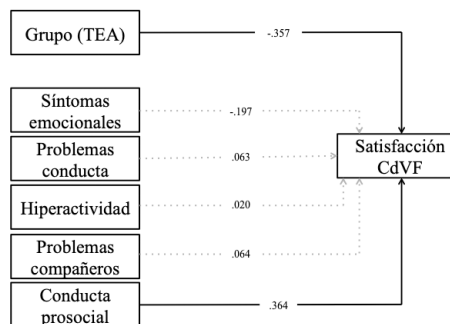 Grupo (TEA)
-.357
Síntomas
emocionales
-.197
Problemas
conducta
.063
Satisfacción
CdVF
Hiperactividad
.020
Problemas
compañeros
.064
Conducta
prosocial
.364